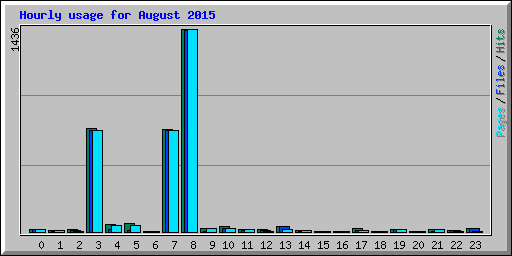 Hourly usage for August 2015
1436
Pages / Files / Hits
0 1 2 3 4 5 6 7 8 9 10 11 12 13 14 15 16 17 18 19 20 21 22 23